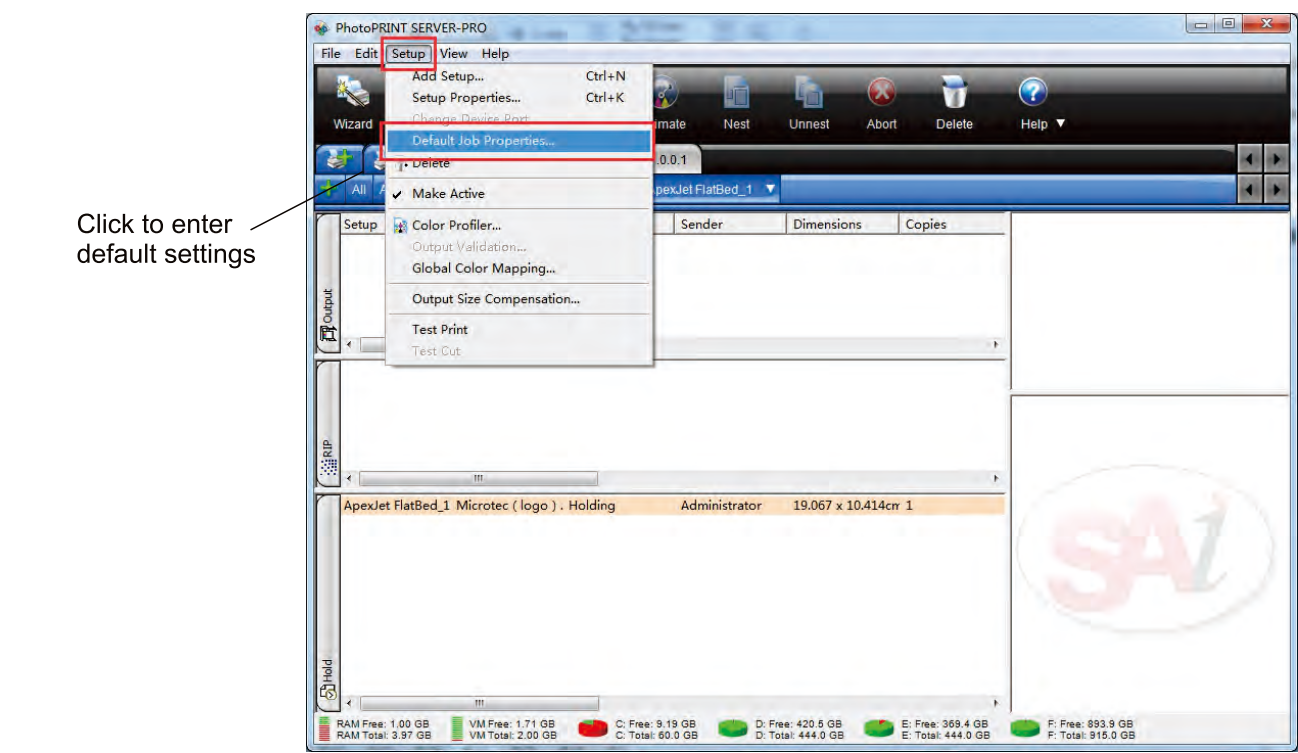 PhotoPRINT SERVER-PRO
File Edit Setup View Help
Add Setup... Ctrl+N
Setup Properties... Ctrl+K
Change Device Port
Default Job Properties...
Delete
Make Active
Color Profiler...
Output Validation...
Global Color Mapping...
Output Size Compensation...
Test Print
Test Cut
Wizard Nest Unnest Abort Delete Help ▼
.0.0.1
All
pexJet FlatBed_1 ▼
Click to enter
default settings
Setup Sender Dimensions Copies
Output
RIP
ApexJet FlatBed_1 Microtec ( logo ) . Holding Administrator 19.067 x 10.414cm 1
SAi
Hold
RAM Free: 1.00 GB VM Free: 1.71 GB C: Free: 9.19 GB D: Free: 420.5 GB E: Free: 369.4 GB F: Free: 893.9 GB
RAM Total: 3.97 GB VM Total: 2.00 GB C: Total: 60.0 GB D: Total: 444.0 GB E: Total: 444.0 GB F: Total: 915.0 GB